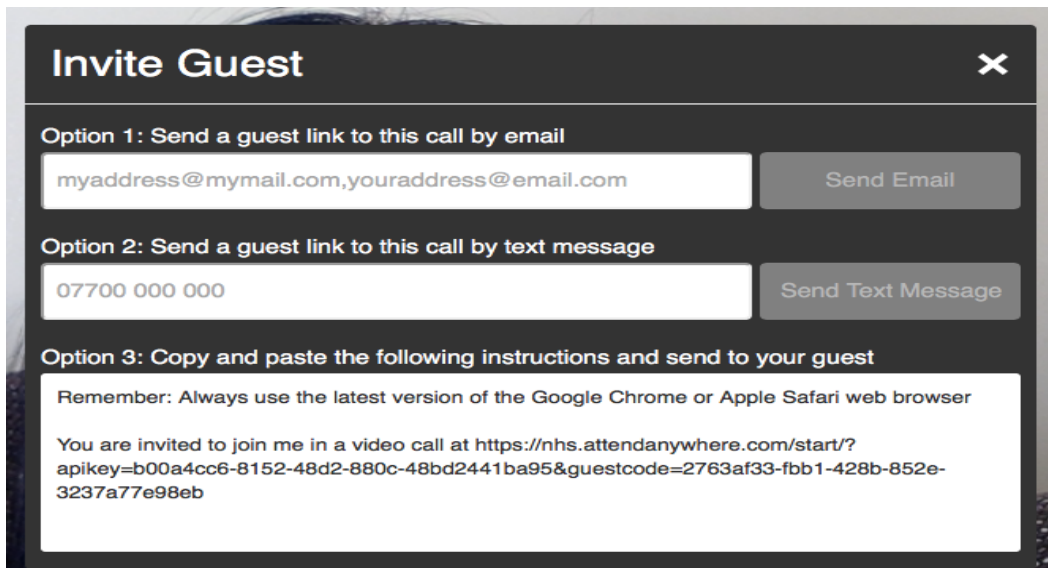 Invite Guest ×
Option 1: Send a guest link to this call by email
myaddress@mymail.com,youraddress@email.com Send Email
Option 2: Send a guest link to this call by text message
07700 000 000 Send Text Message
Option 3: Copy and paste the following instructions and send to your guest
Remember: Always use the latest version of the Google Chrome or Apple Safari web browser
You are invited to join me in a video call at https://nhs.attendanywhere.com/start/?
apikey=b00a4cc6-8152-48d2-880c-48bd2441ba95&guestcode=2763af33-fbb1-428b-852e-
3237a77e98eb